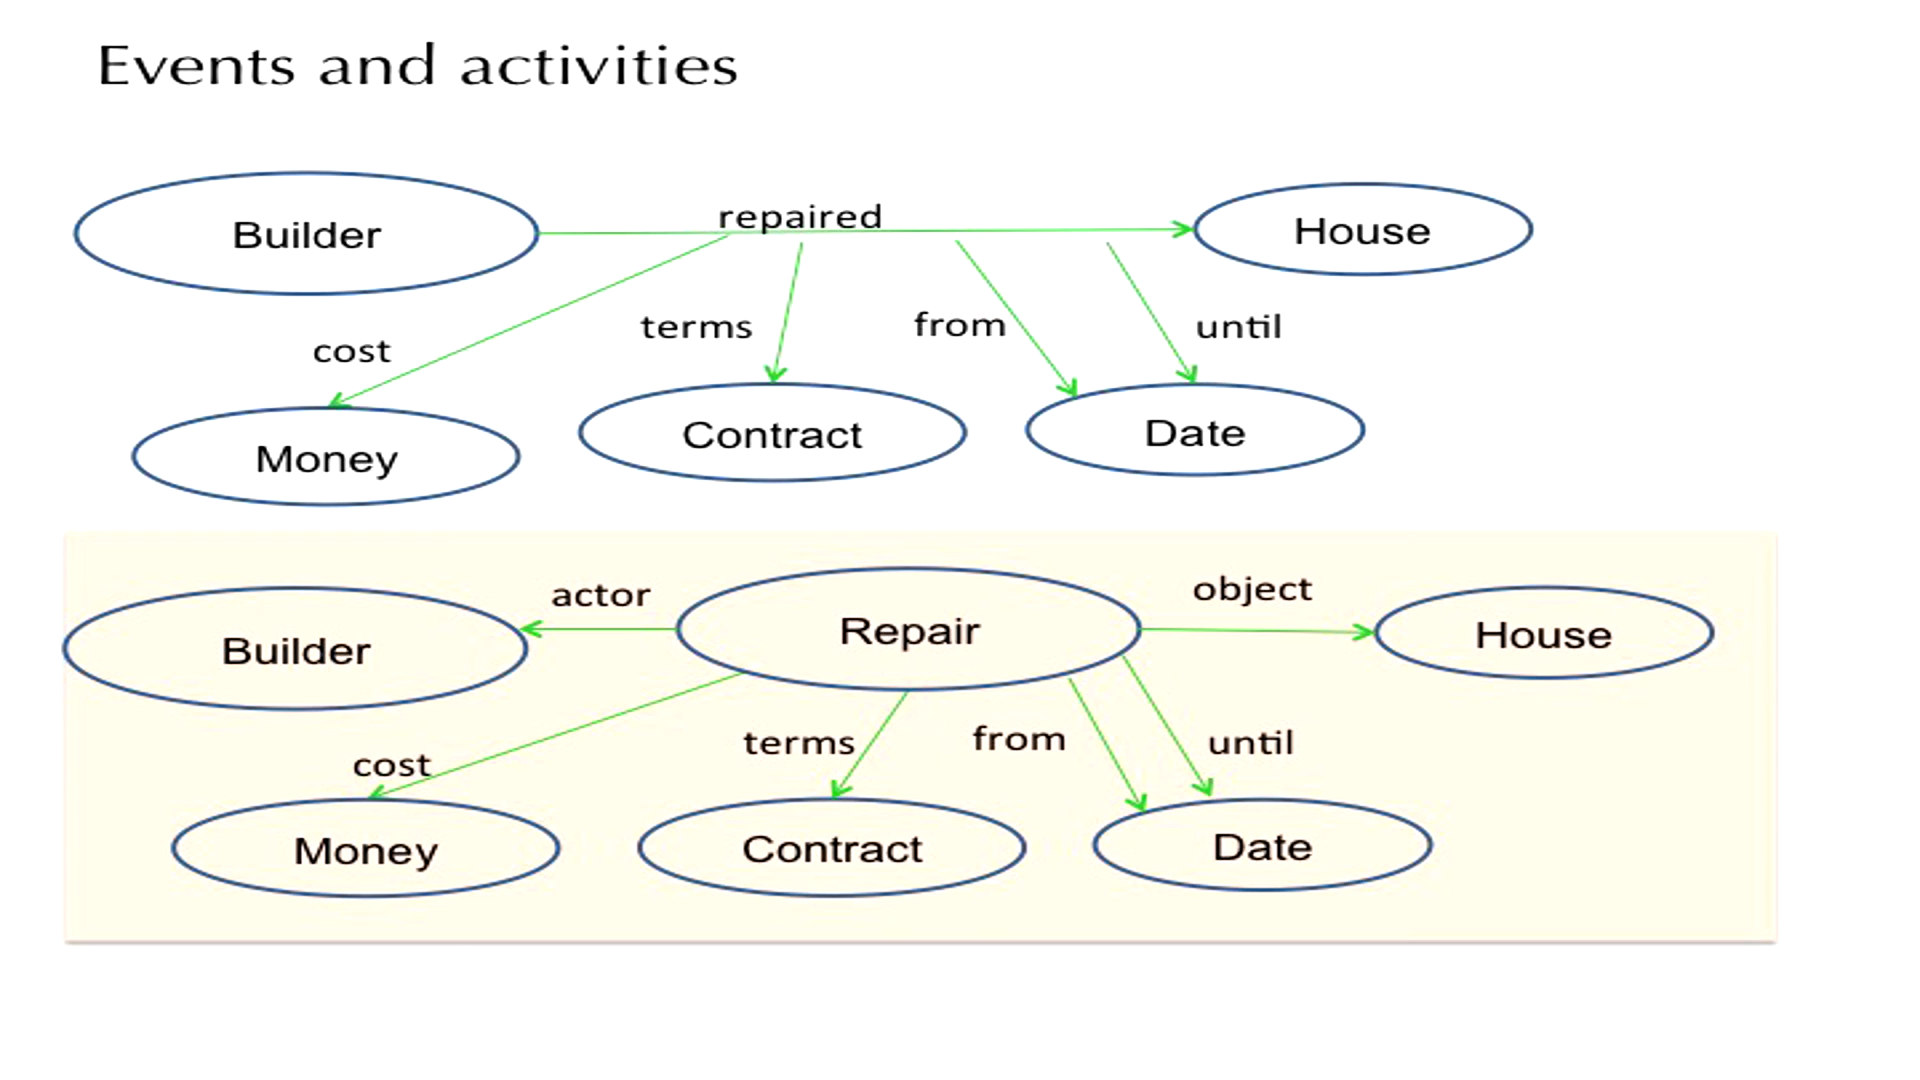 Events and activities
Builder
repaired
House
cost
terms
from
until
Money
Contract
Date
Builder
actor
Repair
object
House
cost
terms
from
until
Money
Contract
Date